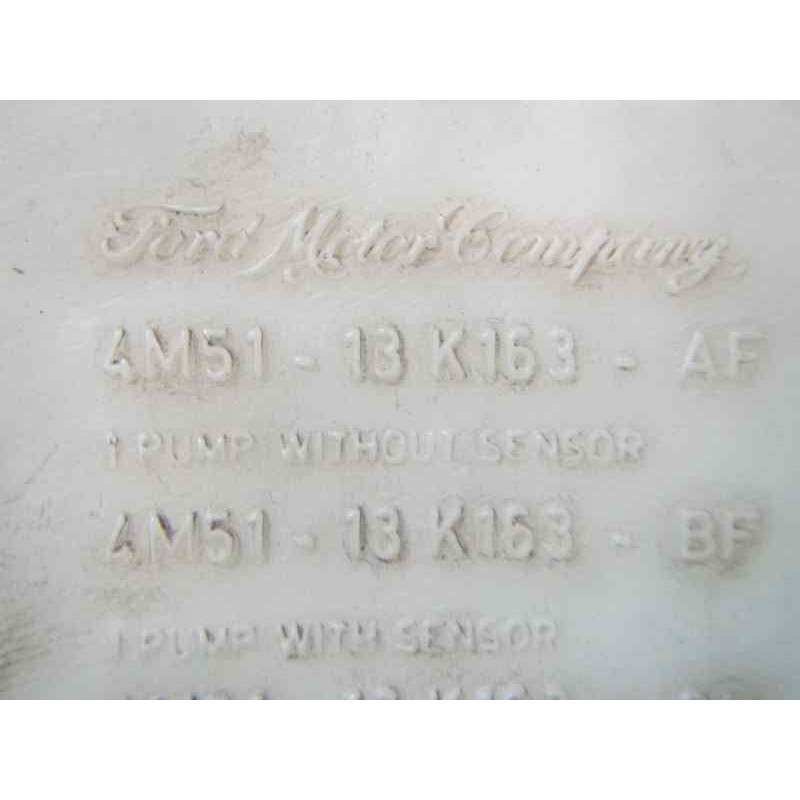 Ford Motor Company
4M51 - 13 K163 - AF
1 PUMP WITHOUT SENSOR
4M51 - 13 K163 - BF
1 PUMP WITH SENSOR